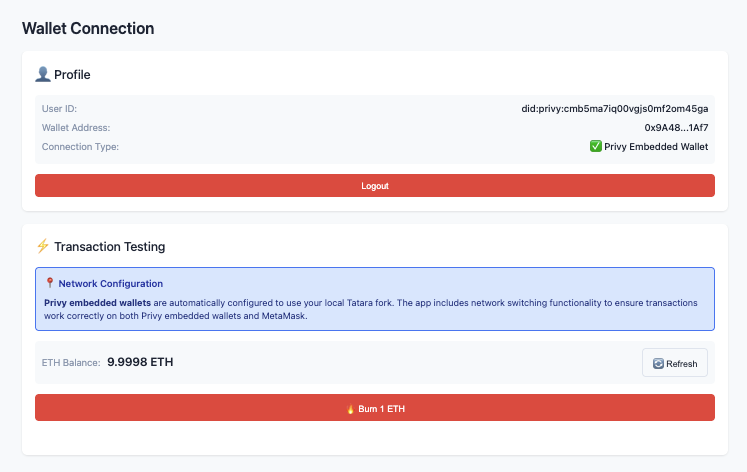 Wallet Connection
👤 Profile
User ID: did:privy:cmb5ma7iq00vgjs0mf2om45ga
Wallet Address: 0x9A48...1Af7
Connection Type: ✅ Privy Embedded Wallet
Logout
⚡ Transaction Testing
📍 Network Configuration
Privy embedded wallets are automatically configured to use your local Tatara fork. The app includes network switching functionality to ensure transactions
work correctly on both Privy embedded wallets and MetaMask.
ETH Balance: 9.9998 ETH
🔄 Refresh
🔥 Burn 1 ETH